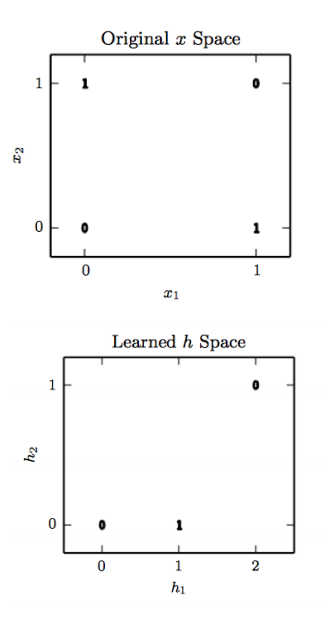 Original x Space
1 1 0
x₂
0 0 1
0 1
x₁
Learned h Space
1 0
h₂
0 0 1
0 1 2
h₁